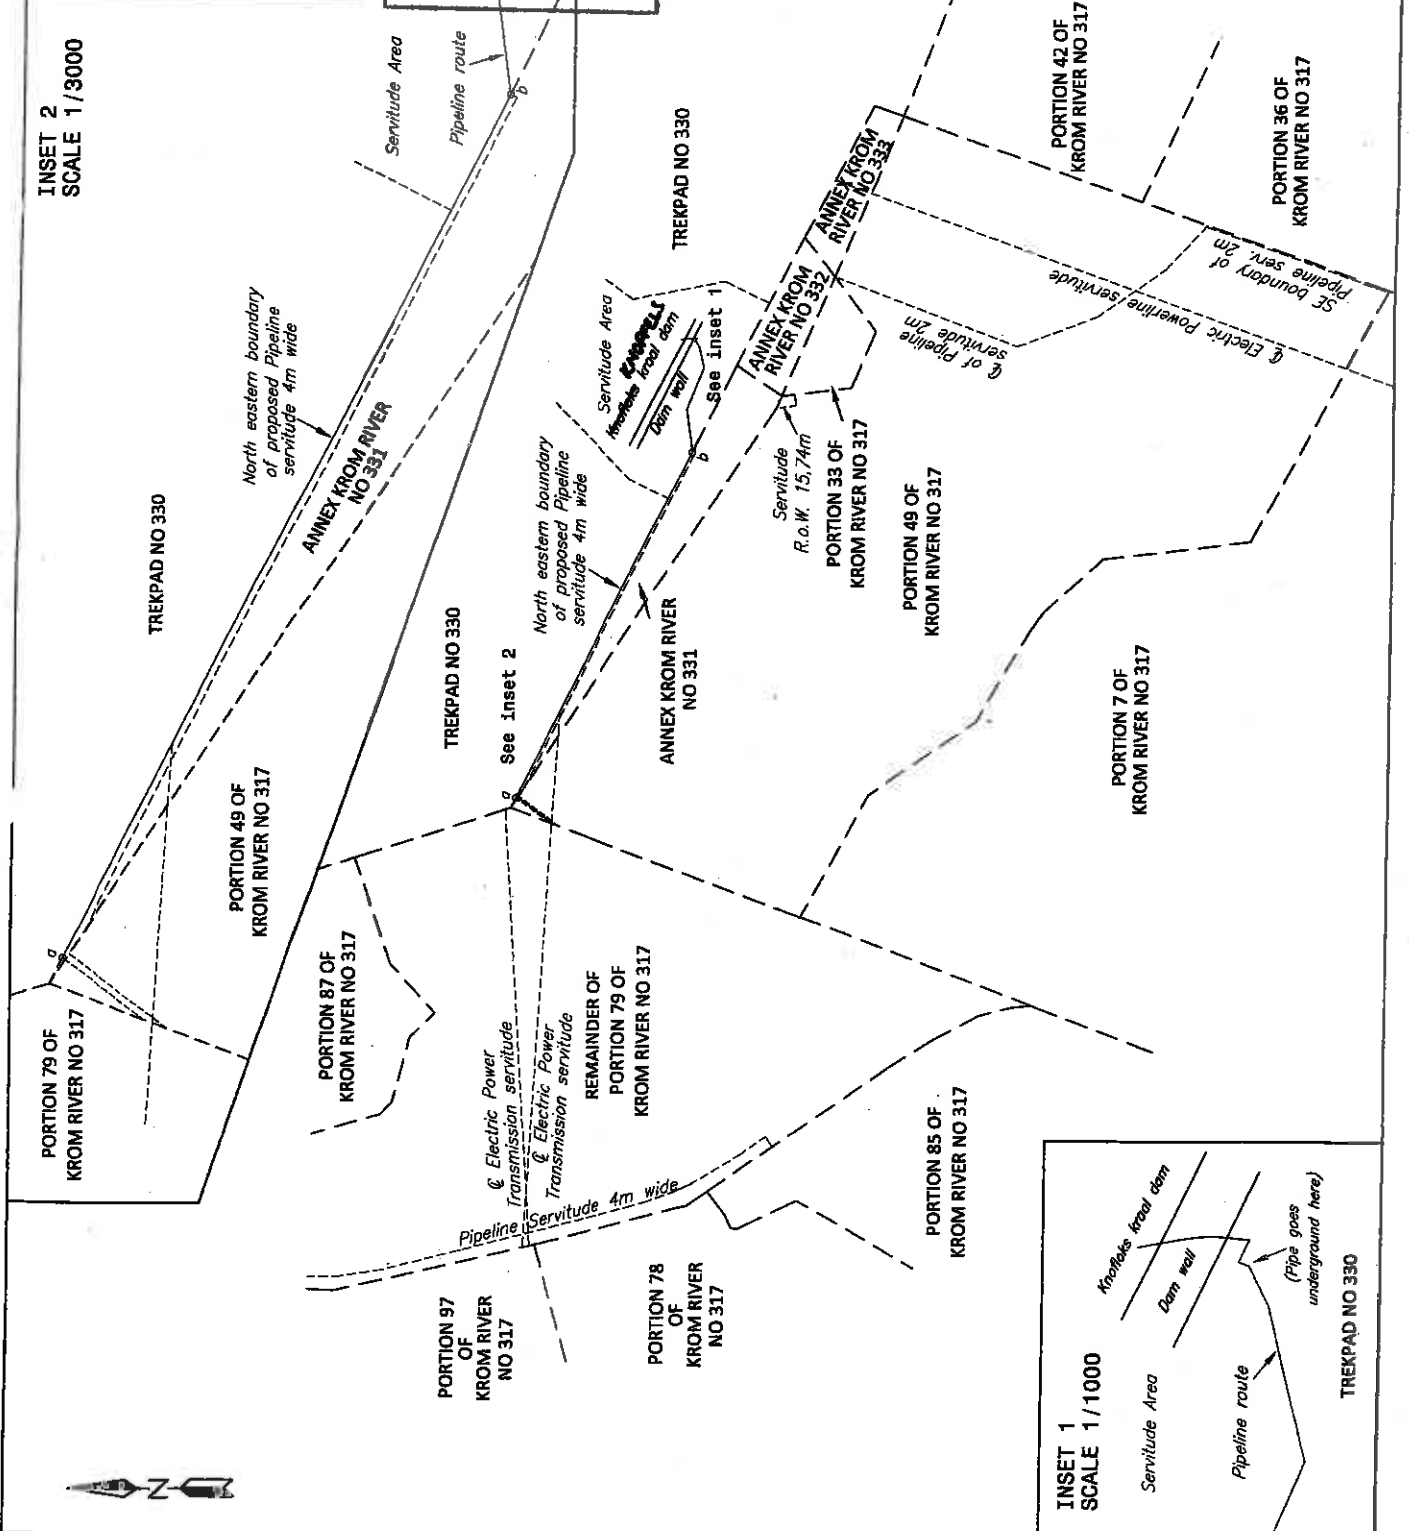 INSET 2
SCALE 1/3000
Servitude Area
Pipeline route
b
North eastern boundary
of proposed Pipeline
servitude 4m wide
ANNEX KROM RIVER
NO 331
TREKPAD NO 330
PORTION 49 OF
KROM RIVER NO 317
a
PORTION 79 OF
KROM RIVER NO 317
TREKPAD NO 330
Servitude Area
Knofloks kraal dam
Dam wall
See inset 1
b
North eastern boundary
of proposed Pipeline
servitude 4m wide
TREKPAD NO 330
See inset 2
a
ANNEX KROM RIVER
NO 331
ANNEX KROM
RIVER NO 332
ANNEX KROM
RIVER NO 333
PORTION 42 OF
KROM RIVER NO 317
PORTION 36 OF
KROM RIVER NO 317
SE boundary of
Pipeline serv. 2m
℄ Electric Powerline servitude
℄ of Pipeline
servitude 2m
Servitude
R.o.W. 15,74m
PORTION 33 OF
KROM RIVER NO 317
PORTION 49 OF
KROM RIVER NO 317
PORTION 7 OF
KROM RIVER NO 317
PORTION 87 OF
KROM RIVER NO 317
℄ Electric Power
Transmission servitude
℄ Electric Power
Transmission servitude
REMAINDER OF
PORTION 79 OF
KROM RIVER NO 317
Pipeline Servitude 4m wide
PORTION 97
OF
KROM RIVER
NO 317
PORTION 78
OF
KROM RIVER
NO 317
PORTION 85 OF
KROM RIVER NO 317
N
INSET 1
SCALE 1/1000
Servitude Area
Knofloks kraal dam
Dam wall
Pipeline route
(Pipe goes
underground here)
TREKPAD NO 330